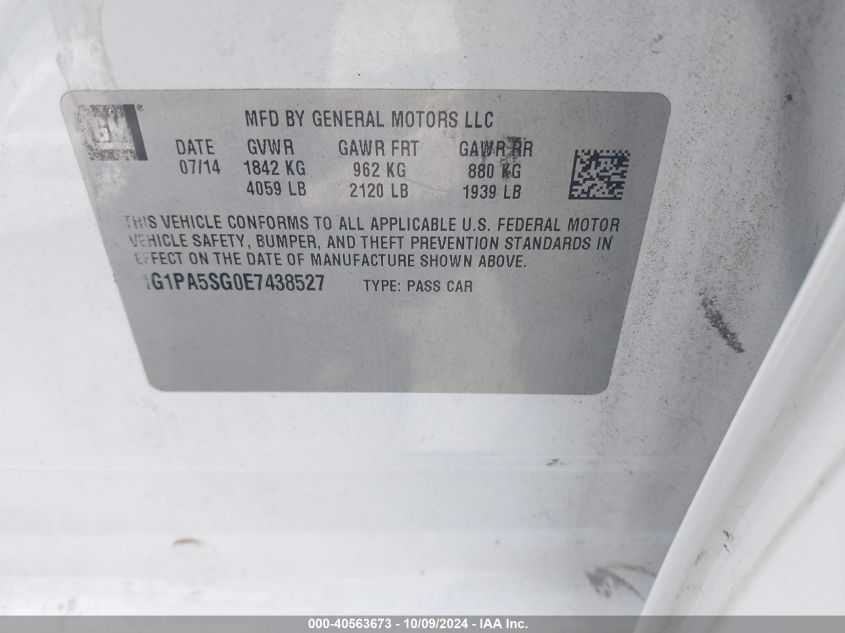 GM
MFD BY GENERAL MOTORS LLC
DATE GVWR GAWR FRT GAWR RR
07/14 1842 KG 962 KG 880 KG
4059 LB 2120 LB 1939 LB
THIS VEHICLE CONFORMS TO ALL APPLICABLE U.S. FEDERAL MOTOR
VEHICLE SAFETY, BUMPER, AND THEFT PREVENTION STANDARDS IN
EFFECT ON THE DATE OF MANUFACTURE SHOWN ABOVE.
1G1PA5SG0E7438527 TYPE: PASS CAR
000-40563673 - 10/09/2024 - IAA Inc.